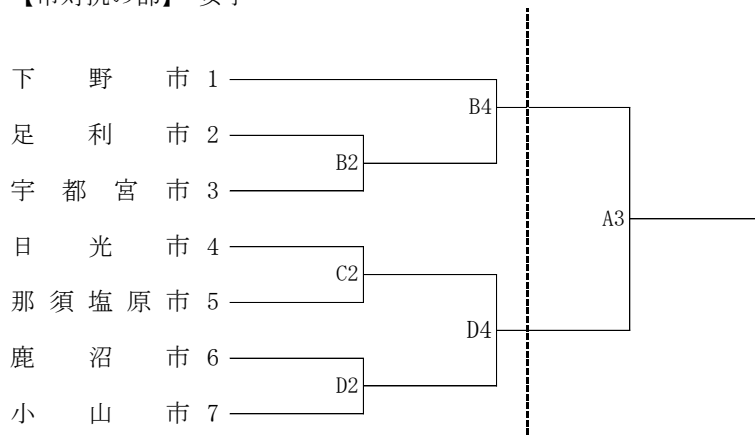 下野市 1
B4
足利市 2
B2
宇都宮市 3
A3
日光市 4
C2
那須塩原市 5
D4
鹿沼市 6
D2
小山市 7